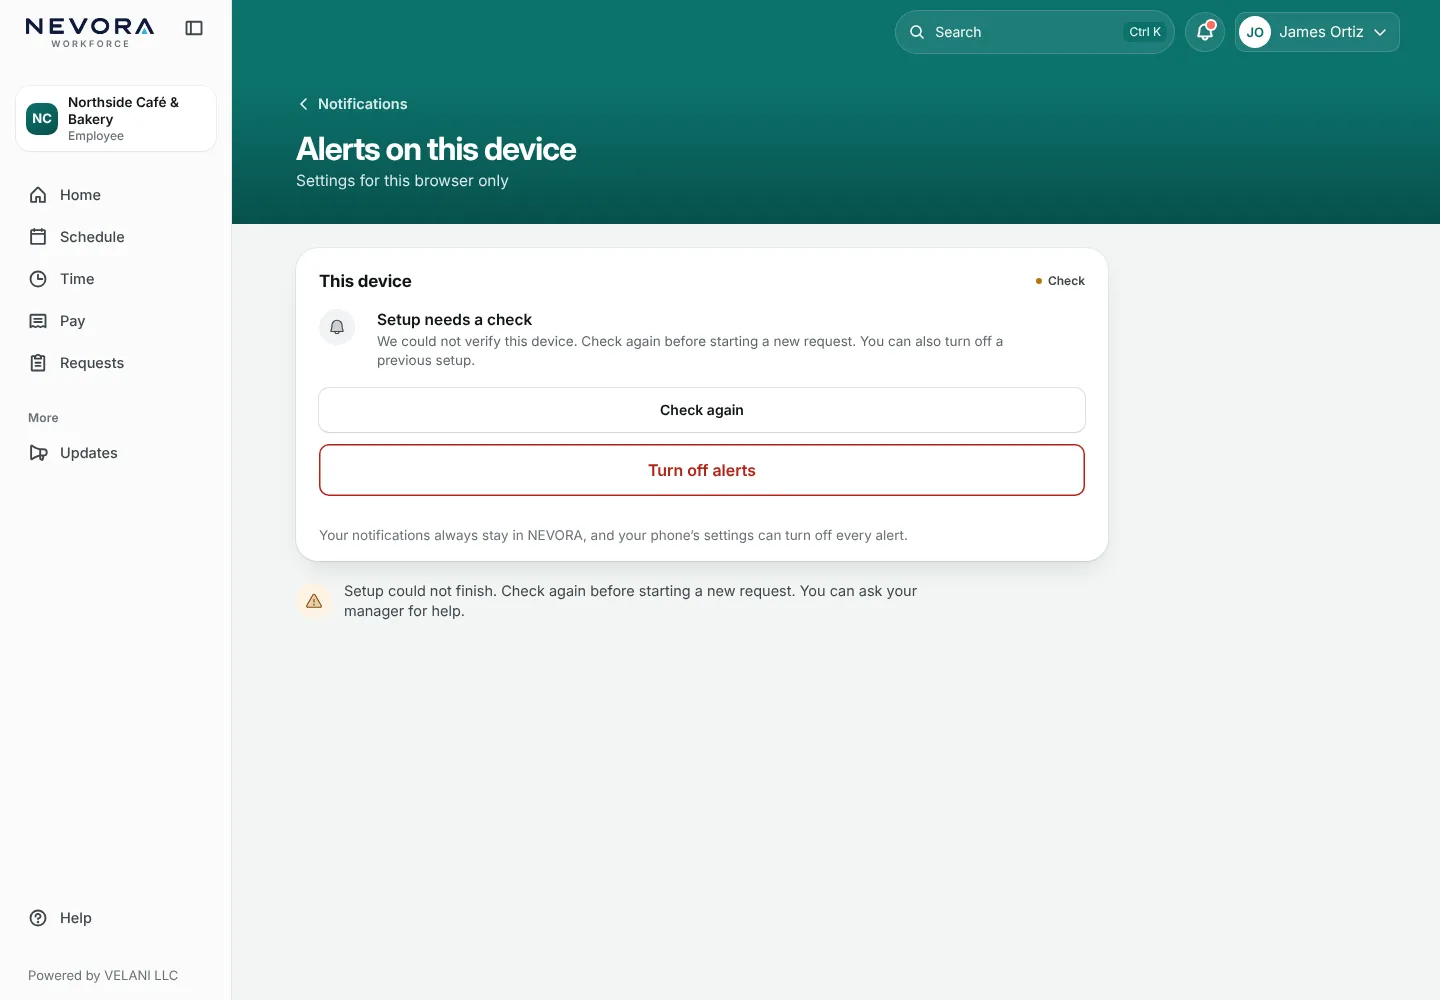 NEVORA
WORKFORCE
Search
Ctrl K
JO
James Ortiz
NC
Northside Café &
Bakery
Employee
Home
Schedule
Time
Pay
Requests
More
Updates
Help
Powered by VELANI LLC
Notifications
Alerts on this device
Settings for this browser only
This device
Check
Setup needs a check
We could not verify this device. Check again before starting a new request. You can also turn off a
previous setup.
Check again
Turn off alerts
Your notifications always stay in NEVORA, and your phone’s settings can turn off every alert.
Setup could not finish. Check again before starting a new request. You can ask your
manager for help.